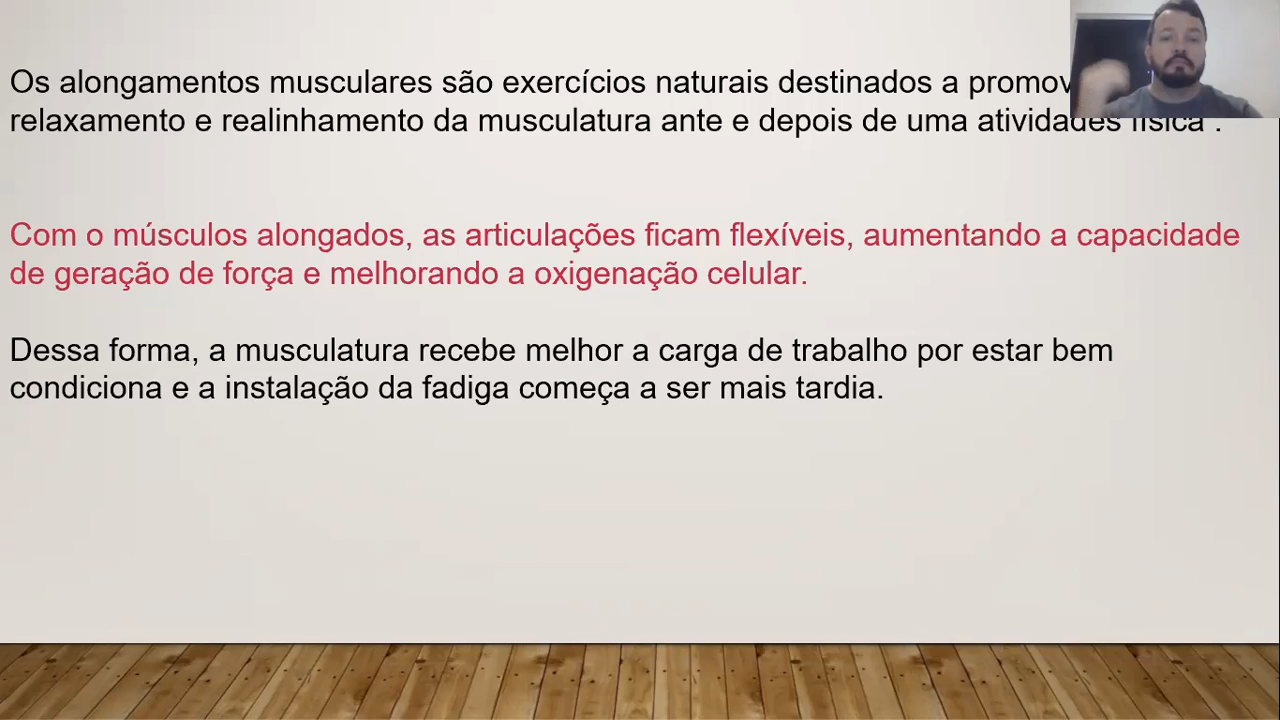 Os alongamentos musculares são exercícios naturais destinados a
relaxamento e realinhamento da musculatura ante e depois de uma atividades física .
Com o músculos alongados, as articulações ficam flexíveis, aumentando a capacidade
de geração de força e melhorando a oxigenação celular.
Dessa forma, a musculatura recebe melhor a carga de trabalho por estar bem
condiciona e a instalação da fadiga começa a ser mais tardia.